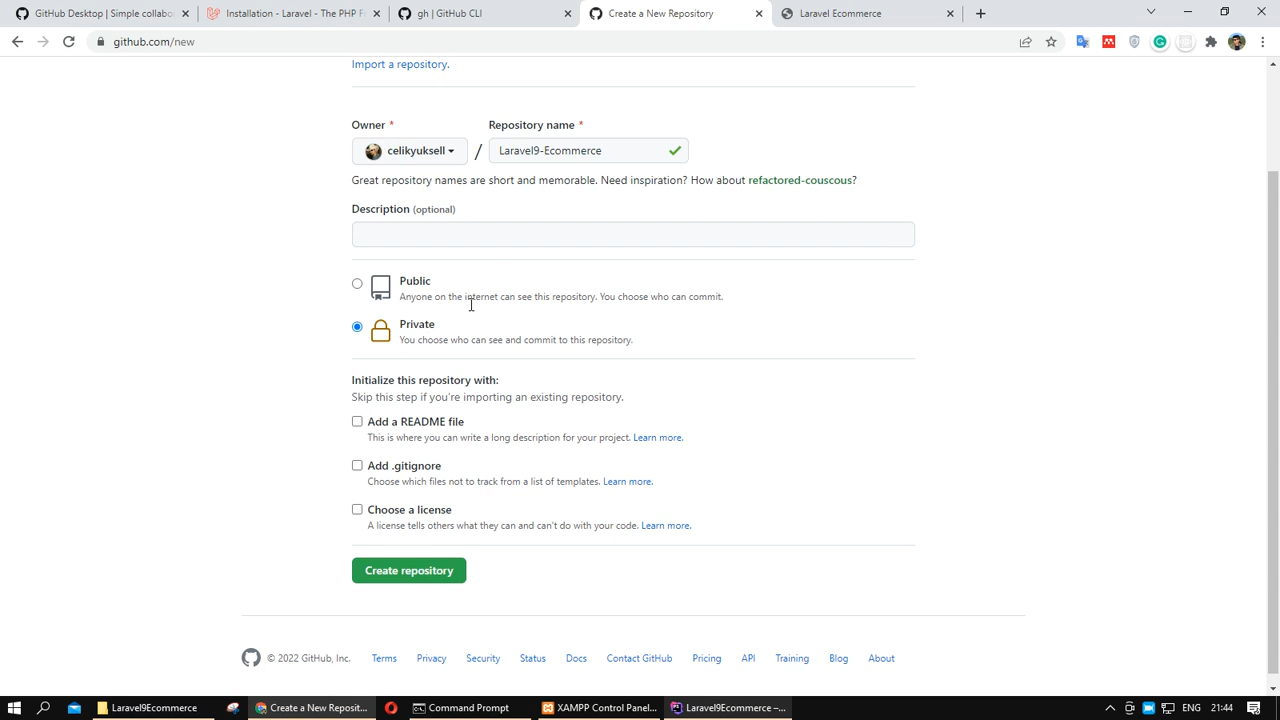 GitHub Desktop | Simple collabo
Installation - Laravel - The PHP F
gh | GitHub CLI
Create a New Repository
Laravel Ecommerce
github.com/new
Import a repository.
Owner *
Repository name *
celikyuksell
/
Laravel9-Ecommerce
Great repository names are short and memorable. Need inspiration? How about refactored-couscous?
Description (optional)
Public
Anyone on the internet can see this repository. You choose who can commit.
Private
You choose who can see and commit to this repository.
Initialize this repository with:
Skip this step if you're importing an existing repository.
Add a README file
This is where you can write a long description for your project. Learn more.
Add .gitignore
Choose which files not to track from a list of templates. Learn more.
Choose a license
A license tells others what they can and can't do with your code. Learn more.
Create repository
© 2022 GitHub, Inc.
Terms
Privacy
Security
Status
Docs
Contact GitHub
Pricing
API
Training
Blog
About
Laravel9Ecommerce
Create a New Reposit...
Command Prompt
XAMPP Control Panel...
Laravel9Ecommerce –...
ENG
21:44